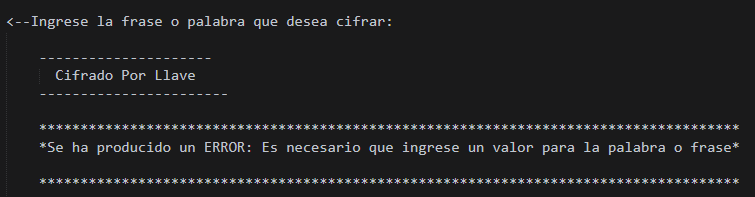 <--Ingrese la frase o palabra que desea cifrar:
---------------------
Cifrado Por Llave
-----------------------
*************************************************************************************
*Se ha producido un ERROR: Es necesario que ingrese un valor para la palabra o frase*
*************************************************************************************